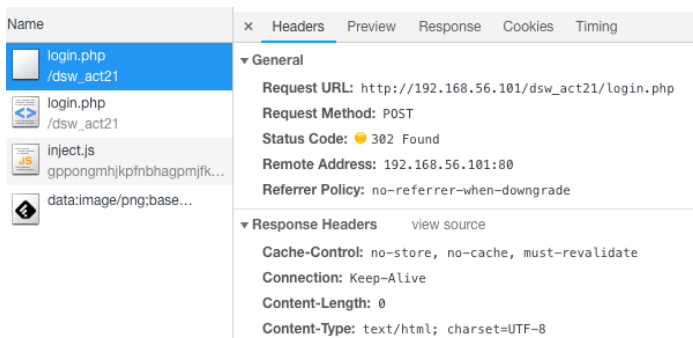 Name
login.php
/dsw_act21
login.php
/dsw_act21
inject.js
gppongmhjkpfnbhagpmjfk...
data:image/png;base...
× Headers Preview Response Cookies Timing
▾ General
Request URL: http://192.168.56.101/dsw_act21/login.php
Request Method: POST
Status Code: 302 Found
Remote Address: 192.168.56.101:80
Referrer Policy: no-referrer-when-downgrade
▾ Response Headers view source
Cache-Control: no-store, no-cache, must-revalidate
Connection: Keep-Alive
Content-Length: 0
Content-Type: text/html; charset=UTF-8